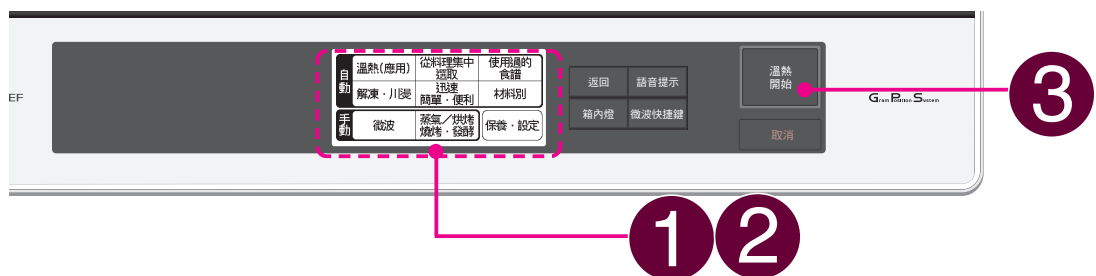 自動
溫熱(應用)
從料理集中
選取
使用過的
食譜
解凍・川燙
迅速
簡單・便利
材料別
手動
微波
蒸氣／烘烤
燒烤・發酵
保養・設定
返回
語音提示
箱內燈
微波快捷鍵
溫熱
開始
取消
EF
Gram Position System
1 2
3